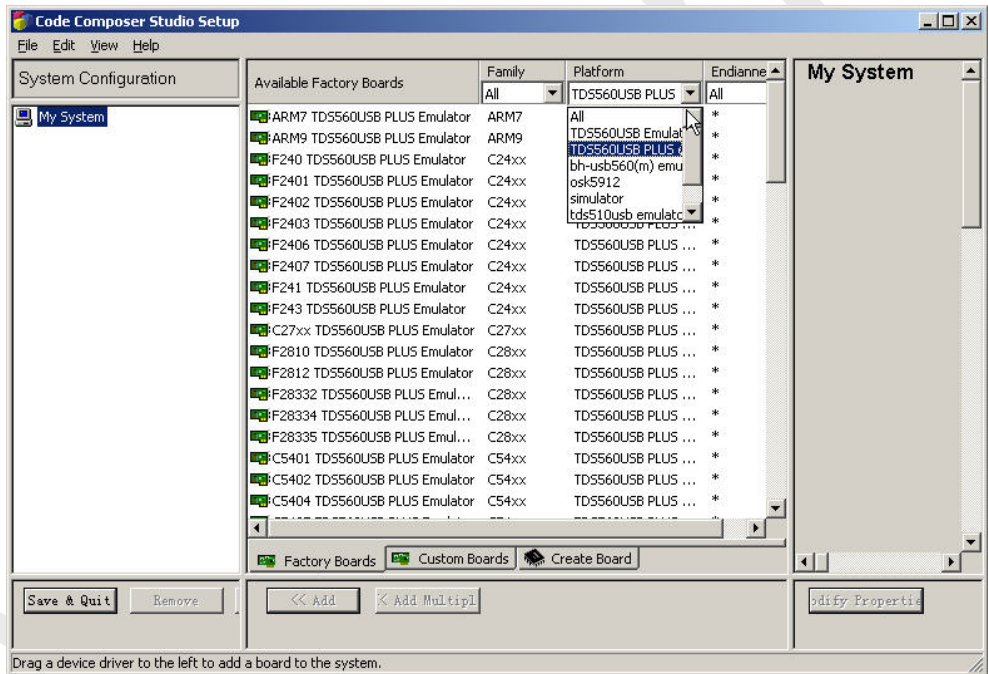 Code Composer Studio Setup
File Edit View Help
System Configuration
My System
Available Factory Boards Family Platform Endianne
All TDS560USB PLUS All
ARM7 TDS560USB PLUS Emulator ARM7 *
ARM9 TDS560USB PLUS Emulator ARM9 *
F240 TDS560USB PLUS Emulator C24xx *
F2401 TDS560USB PLUS Emulator C24xx *
F2402 TDS560USB PLUS Emulator C24xx *
F2403 TDS560USB PLUS Emulator C24xx TDS560USB PLUS ... *
F2406 TDS560USB PLUS Emulator C24xx TDS560USB PLUS ... *
F2407 TDS560USB PLUS Emulator C24xx TDS560USB PLUS ... *
F241 TDS560USB PLUS Emulator C24xx TDS560USB PLUS ... *
F243 TDS560USB PLUS Emulator C24xx TDS560USB PLUS ... *
C27xx TDS560USB PLUS Emulator C27xx TDS560USB PLUS ... *
F2810 TDS560USB PLUS Emulator C28xx TDS560USB PLUS ... *
F2812 TDS560USB PLUS Emulator C28xx TDS560USB PLUS ... *
F28332 TDS560USB PLUS Emul... C28xx TDS560USB PLUS ... *
F28334 TDS560USB PLUS Emul... C28xx TDS560USB PLUS ... *
F28335 TDS560USB PLUS Emul... C28xx TDS560USB PLUS ... *
C5401 TDS560USB PLUS Emulator C54xx TDS560USB PLUS ... *
C5402 TDS560USB PLUS Emulator C54xx TDS560USB PLUS ... *
C5404 TDS560USB PLUS Emulator C54xx TDS560USB PLUS ... *
All
TDS560USB Emulat
TDS560USB PLUS e
bh-usb560(m) emu
osk5912
simulator
tds510usb emulato
Factory Boards Custom Boards Create Board
My System
Save & Quit Remove
<< Add < Add Multipl
odify Propertie
Drag a device driver to the left to add a board to the system.